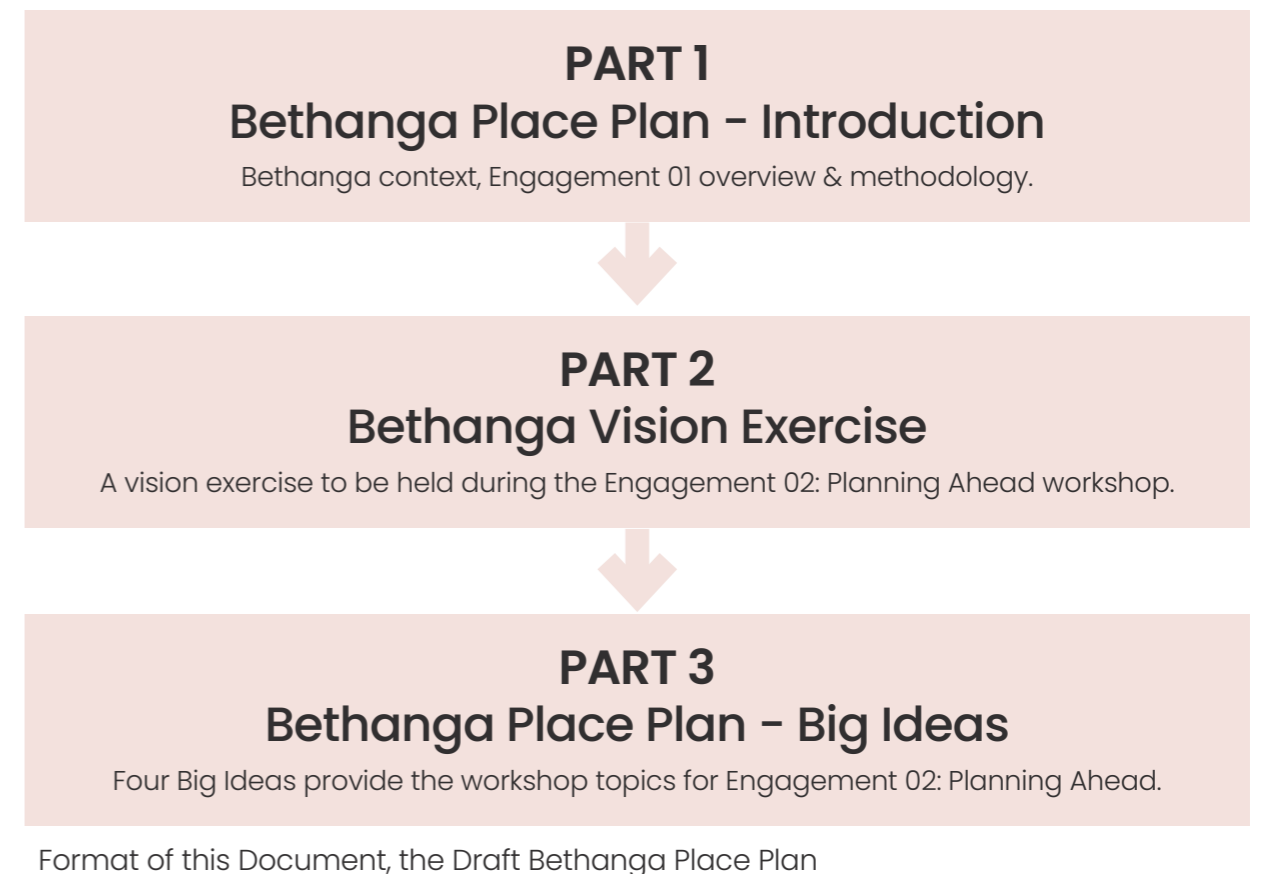 PART 1
Bethanga Place Plan - Introduction
Bethanga context, Engagement 01 overview & methodology.
PART 2
Bethanga Vision Exercise
A vision exercise to be held during the Engagement 02: Planning Ahead workshop.
PART 3
Bethanga Place Plan - Big Ideas
Four Big Ideas provide the workshop topics for Engagement 02: Planning Ahead.
Format of this Document, the Draft Bethanga Place Plan